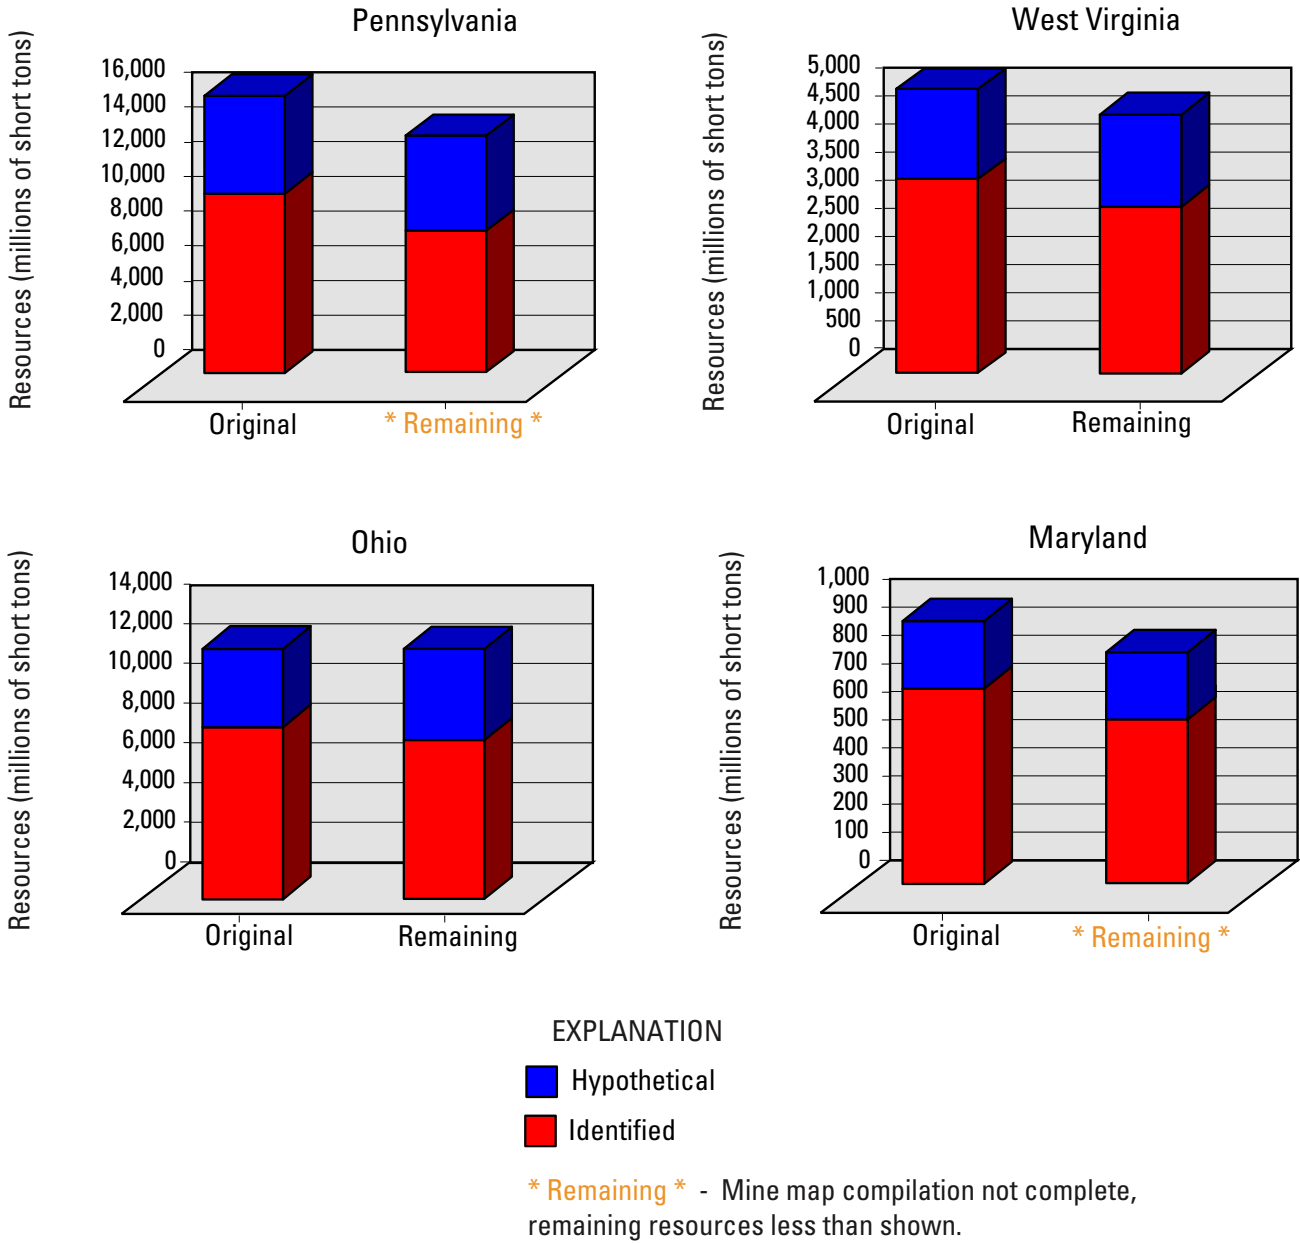 Pennsylvania
Resources (millions of short tons)
16,000
14,000
12,000
10,000
8,000
6,000
4,000
2,000
0
Original
* Remaining *
West Virginia
Resources (millions of short tons)
5,000
4,500
4,000
3,500
3,000
2,500
2,000
1,500
1,000
500
0
Original
Remaining
Ohio
Resources (millions of short tons)
14,000
12,000
10,000
8,000
6,000
4,000
2,000
0
Original
Remaining
Maryland
Resources (millions of short tons)
1,000
900
800
700
600
500
400
300
200
100
0
Original
* Remaining *
EXPLANATION
Hypothetical
Identified
* Remaining * - Mine map compilation not complete,
remaining resources less than shown.